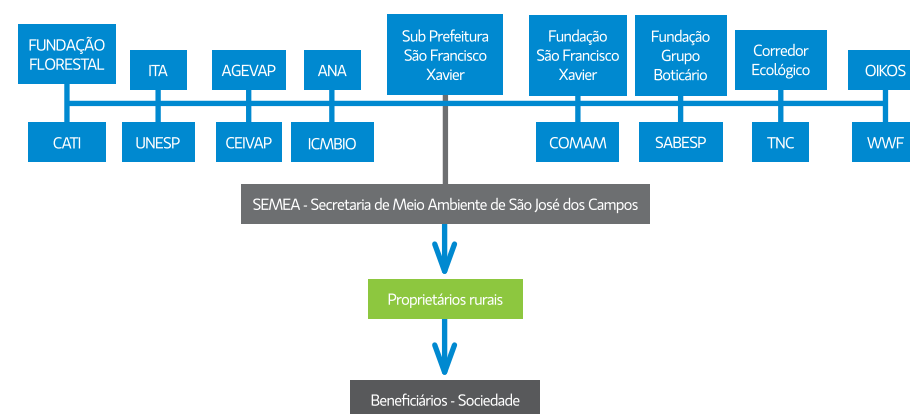 FUNDAÇÃO
FLORESTAL
ITA
AGEVAP
ANA
Sub Prefeitura
São Francisco
Xavier
Fundação
São Francisco
Xavier
Fundação
Grupo
Boticário
Corredor
Ecológico
OIKOS
CATI
UNESP
CEIVAP
ICMBIO
COMAM
SABESP
TNC
WWF
SEMEA - Secretaria de Meio Ambiente de São José dos Campos
Proprietários rurais
Beneficiários - Sociedade